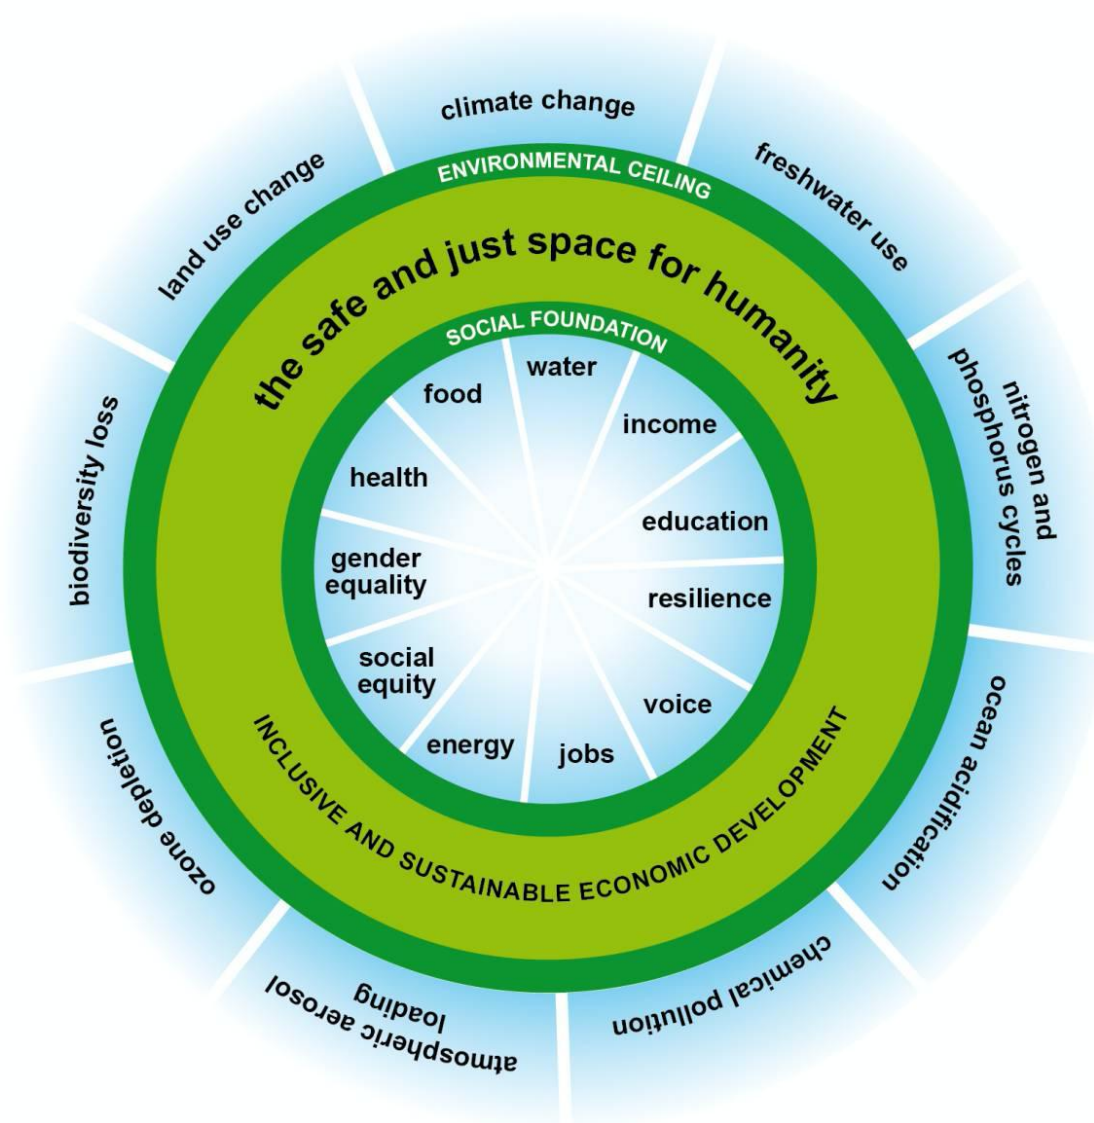 climate change
freshwater use
nitrogen and
phosphorus cycles
ocean acidification
chemical pollution
atmospheric aerosol
loading
ozone depletion
biodiversity loss
land use change
ENVIRONMENTAL CEILING
the safe and just space for humanity
SOCIAL FOUNDATION
water
income
education
resilience
voice
jobs
energy
social
equity
gender
equality
health
food
INCLUSIVE AND SUSTAINABLE ECONOMIC DEVELOPMENT